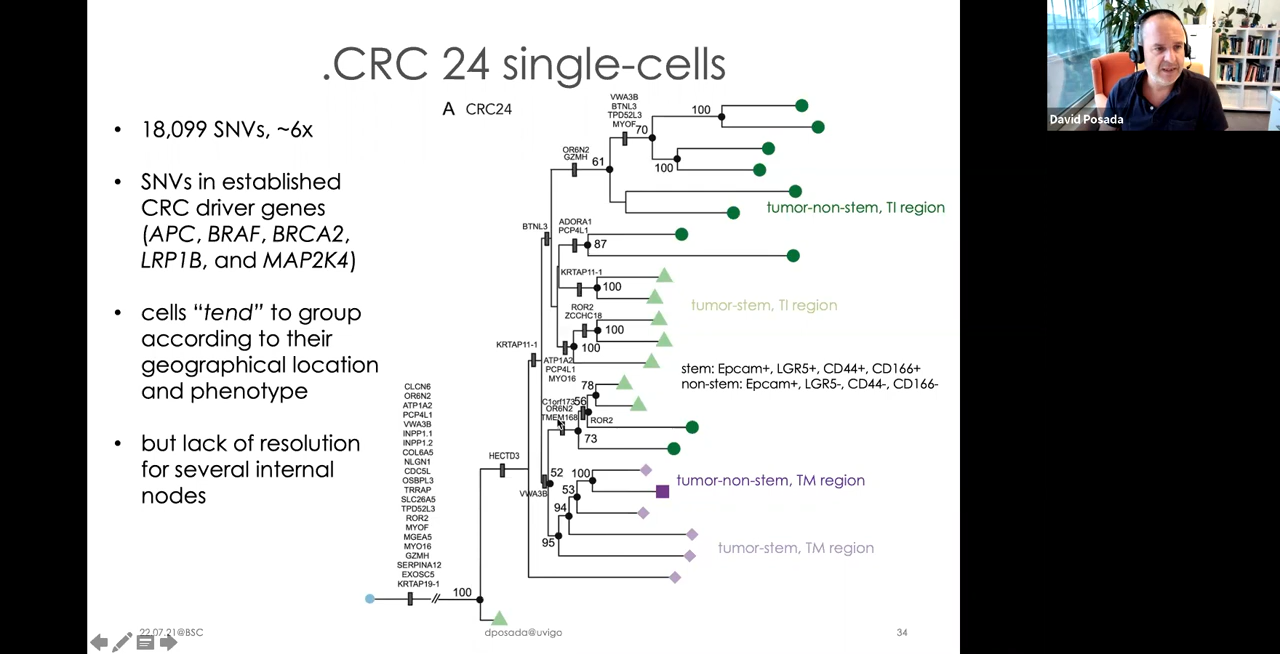 .CRC 24 single-cells
• 18,099 SNVs, ~6x
• SNVs in established
CRC driver genes
(APC, BRAF, BRCA2,
LRP1B, and MAP2K4)
• cells “tend” to group
according to their
geographical location
and phenotype
• but lack of resolution
for several internal
nodes
A CRC24
VWA3B
BTNL3
TPD52L3
MYOF
70
100
100
OR6N2
GZMH
61
tumor-non-stem, TI region
BTNL3
ADORA1
PCP4L1
87
KRTAP11-1
100
tumor-stem, TI region
ROR2
ZCCHC18
100
100
KRTAP11-1
ATP1A2
PCP4L1
MYO16
stem: Epcam+, LGR5+, CD44+, CD166+
non-stem: Epcam+, LGR5-, CD44-, CD166-
78
C1orf173
56
OR6N2
TMEM168
ROR2
73
HECTD3
52
VWA3B
100
53
94
95
tumor-non-stem, TM region
tumor-stem, TM region
CLCN6
OR6N2
ATP1A2
PCP4L1
VWA3B
INPP1.1
INPP1.2
COL6A5
NLGN1
CDC5L
OSBPL3
TRRAP
SLC26A5
TPD52L3
ROR2
MYOF
MGEA5
MYO16
GZMH
SERPINA12
EXOSC5
KRTAP19-1
100
22.07.21@BSC
dposada@uvigo
34
David Posada